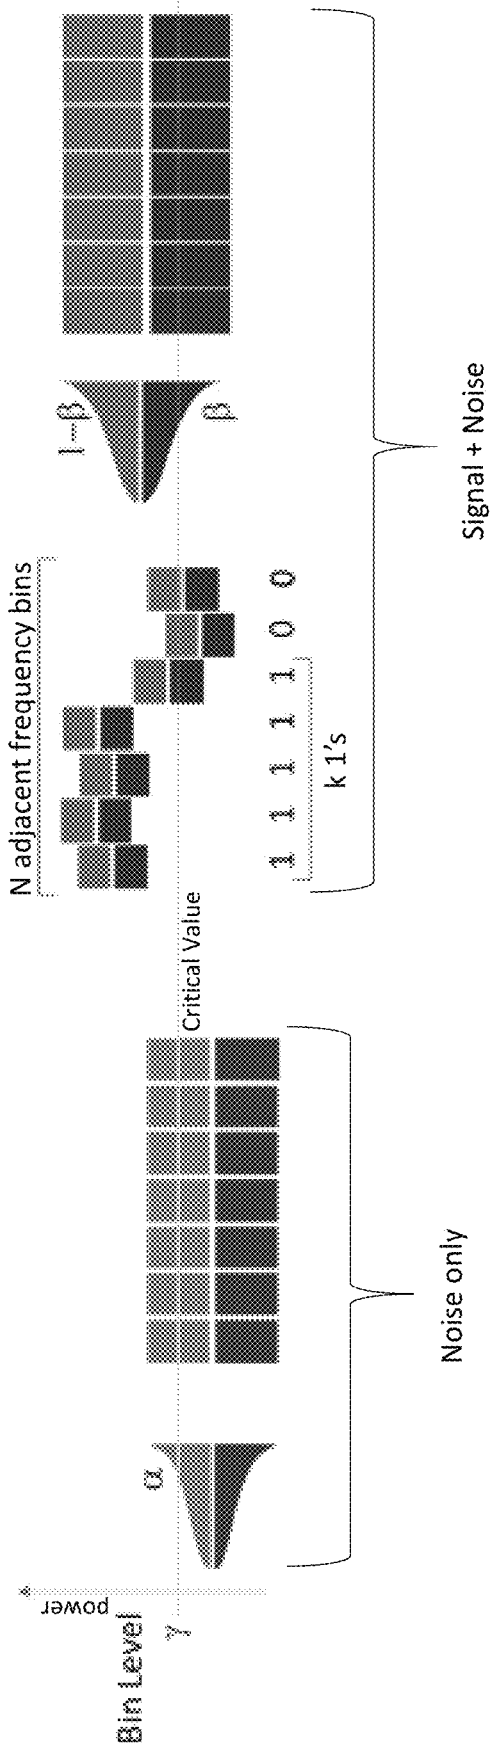 Bin Level
power
γ
α
Noise only
Critical Value
N adjacent frequency bins
1 1 1 1 1 0 0
k 1's
1-β
β
Signal + Noise